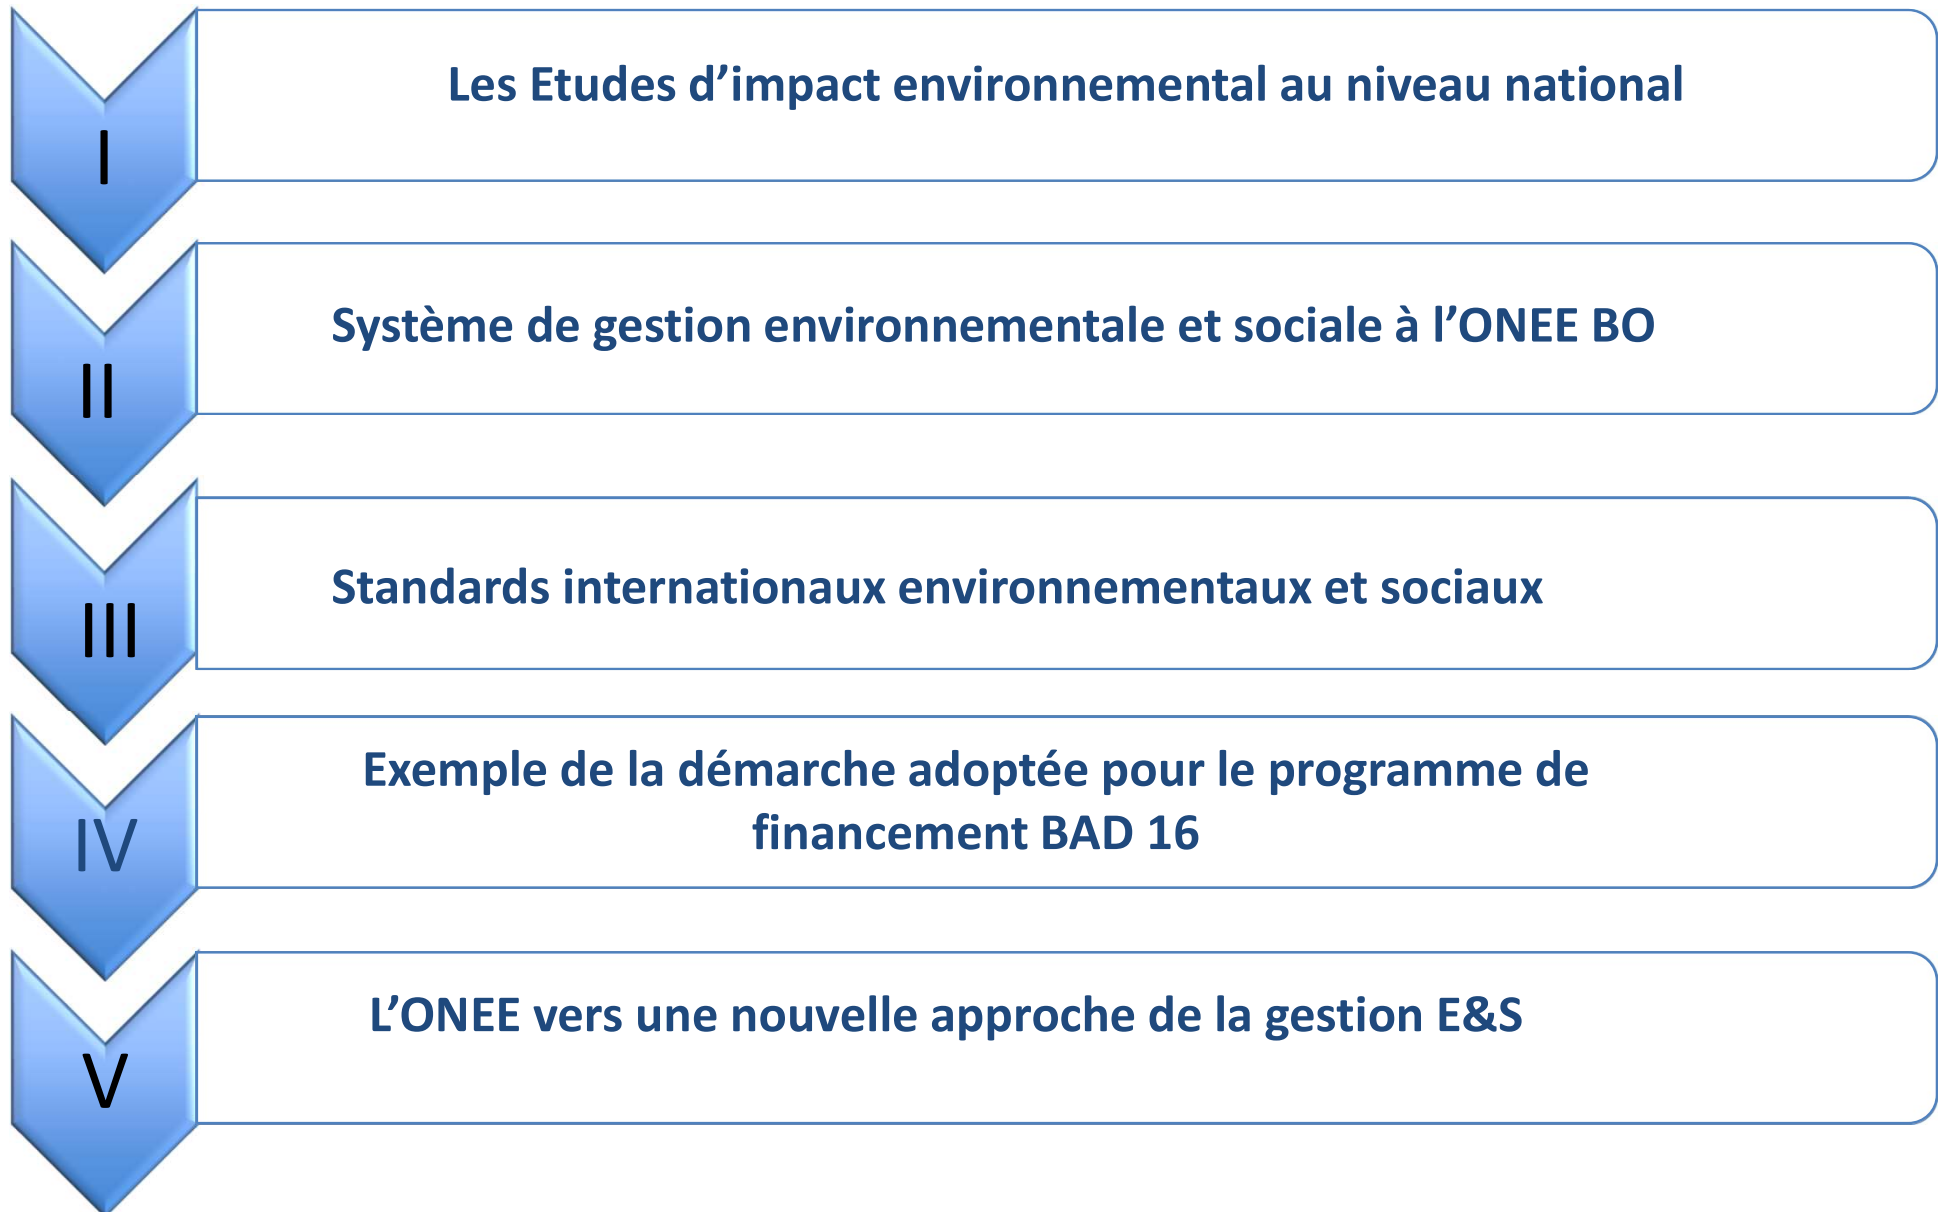 I
Les Etudes d’impact environnemental au niveau national
II
Système de gestion environnementale et sociale à l’ONEE BO
III
Standards internationaux environnementaux et sociaux
IV
Exemple de la démarche adoptée pour le programme de
financement BAD 16
V
L’ONEE vers une nouvelle approche de la gestion E&S